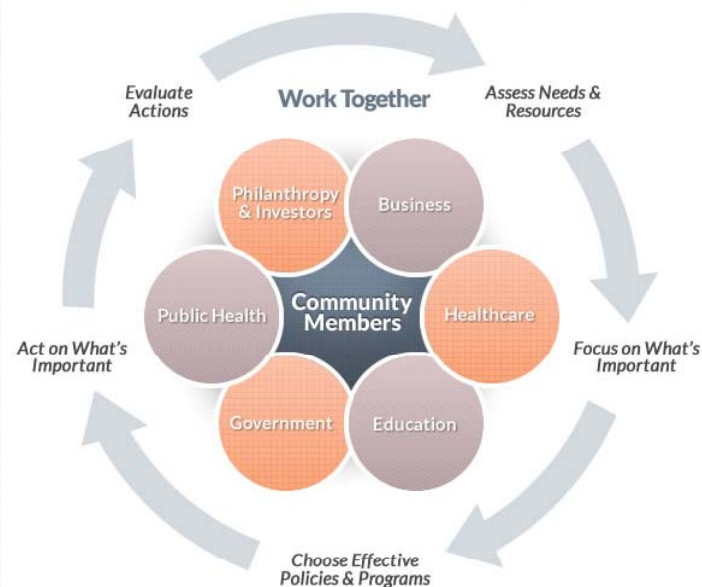 Evaluate
Actions
Work Together
Assess Needs &
Resources
Philanthropy
& Investors
Business
Public Health
Community
Members
Healthcare
Act on What's
Important
Focus on What's
Important
Government
Education
Choose Effective
Policies & Programs